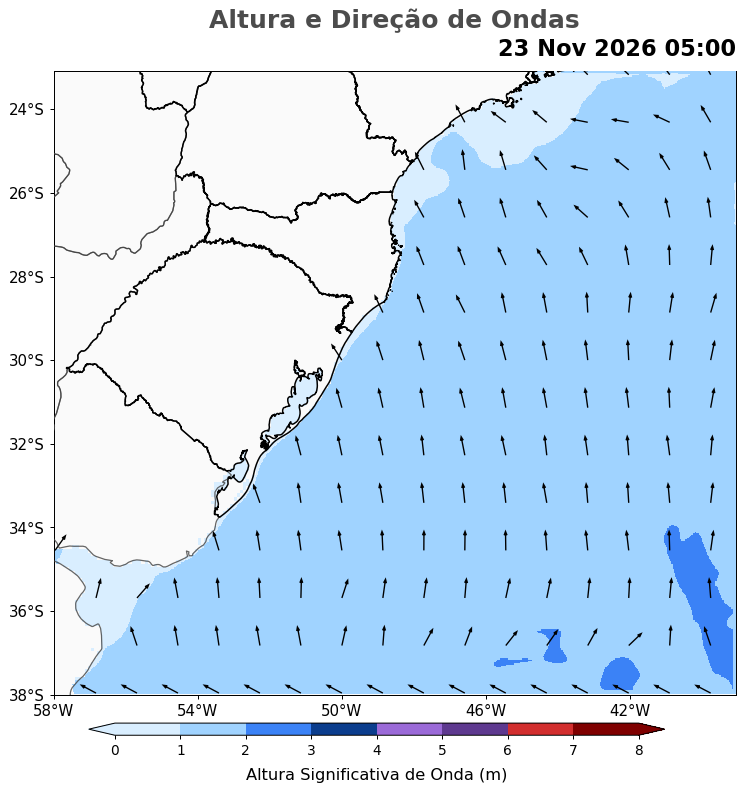 Altura e Direção de Ondas
23 Nov 2026 05:00
24°S
26°S
28°S
30°S
32°S
34°S
36°S
38°S
58°W 54°W 50°W 46°W 42°W
0 1 2 3 4 5 6 7 8
Altura Significativa de Onda (m)